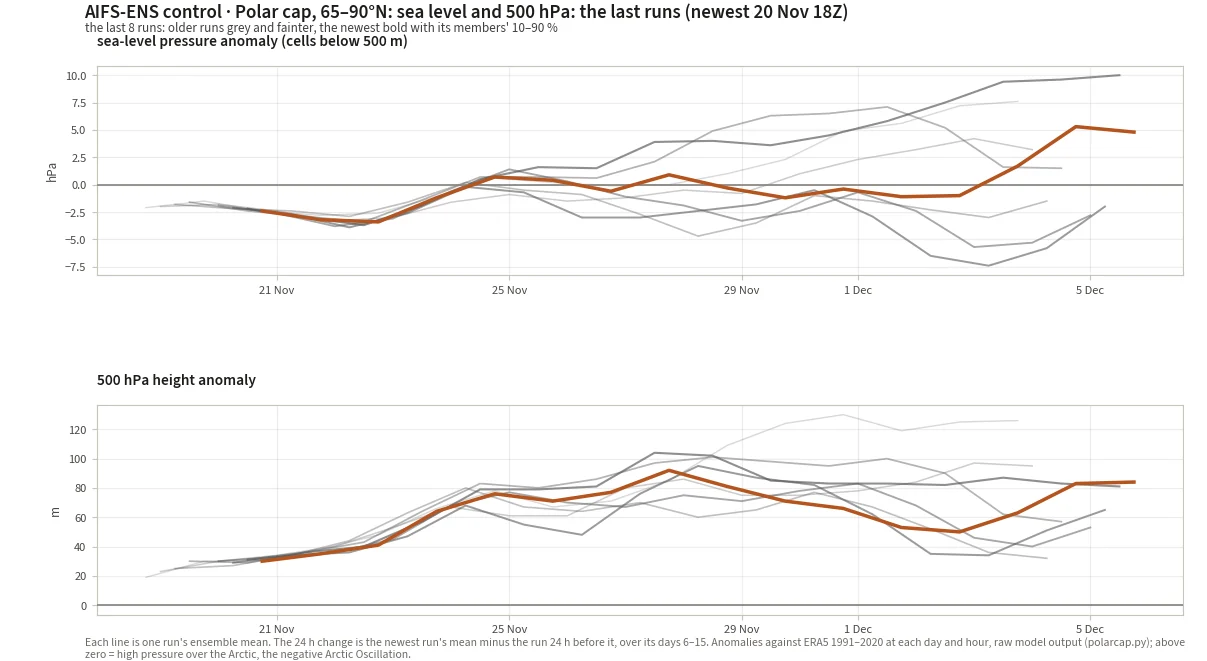 AIFS-ENS control · Polar cap, 65–90°N: sea level and 500 hPa: the last runs (newest 20 Nov 18Z)
the last 8 runs: older runs grey and fainter, the newest bold with its members' 10–90 %
sea-level pressure anomaly (cells below 500 m)
10.0
7.5
5.0
2.5
0.0
−2.5
−5.0
−7.5
hPa
21 Nov
25 Nov
29 Nov
1 Dec
5 Dec
500 hPa height anomaly
120
100
80
60
40
20
0
m
21 Nov
25 Nov
29 Nov
1 Dec
5 Dec
Each line is one run's ensemble mean. The 24 h change is the newest run's mean minus the run 24 h before it, over its days 6–15. Anomalies against ERA5 1991–2020 at each day and hour, raw model output (polarcap.py); above
zero = high pressure over the Arctic, the negative Arctic Oscillation.